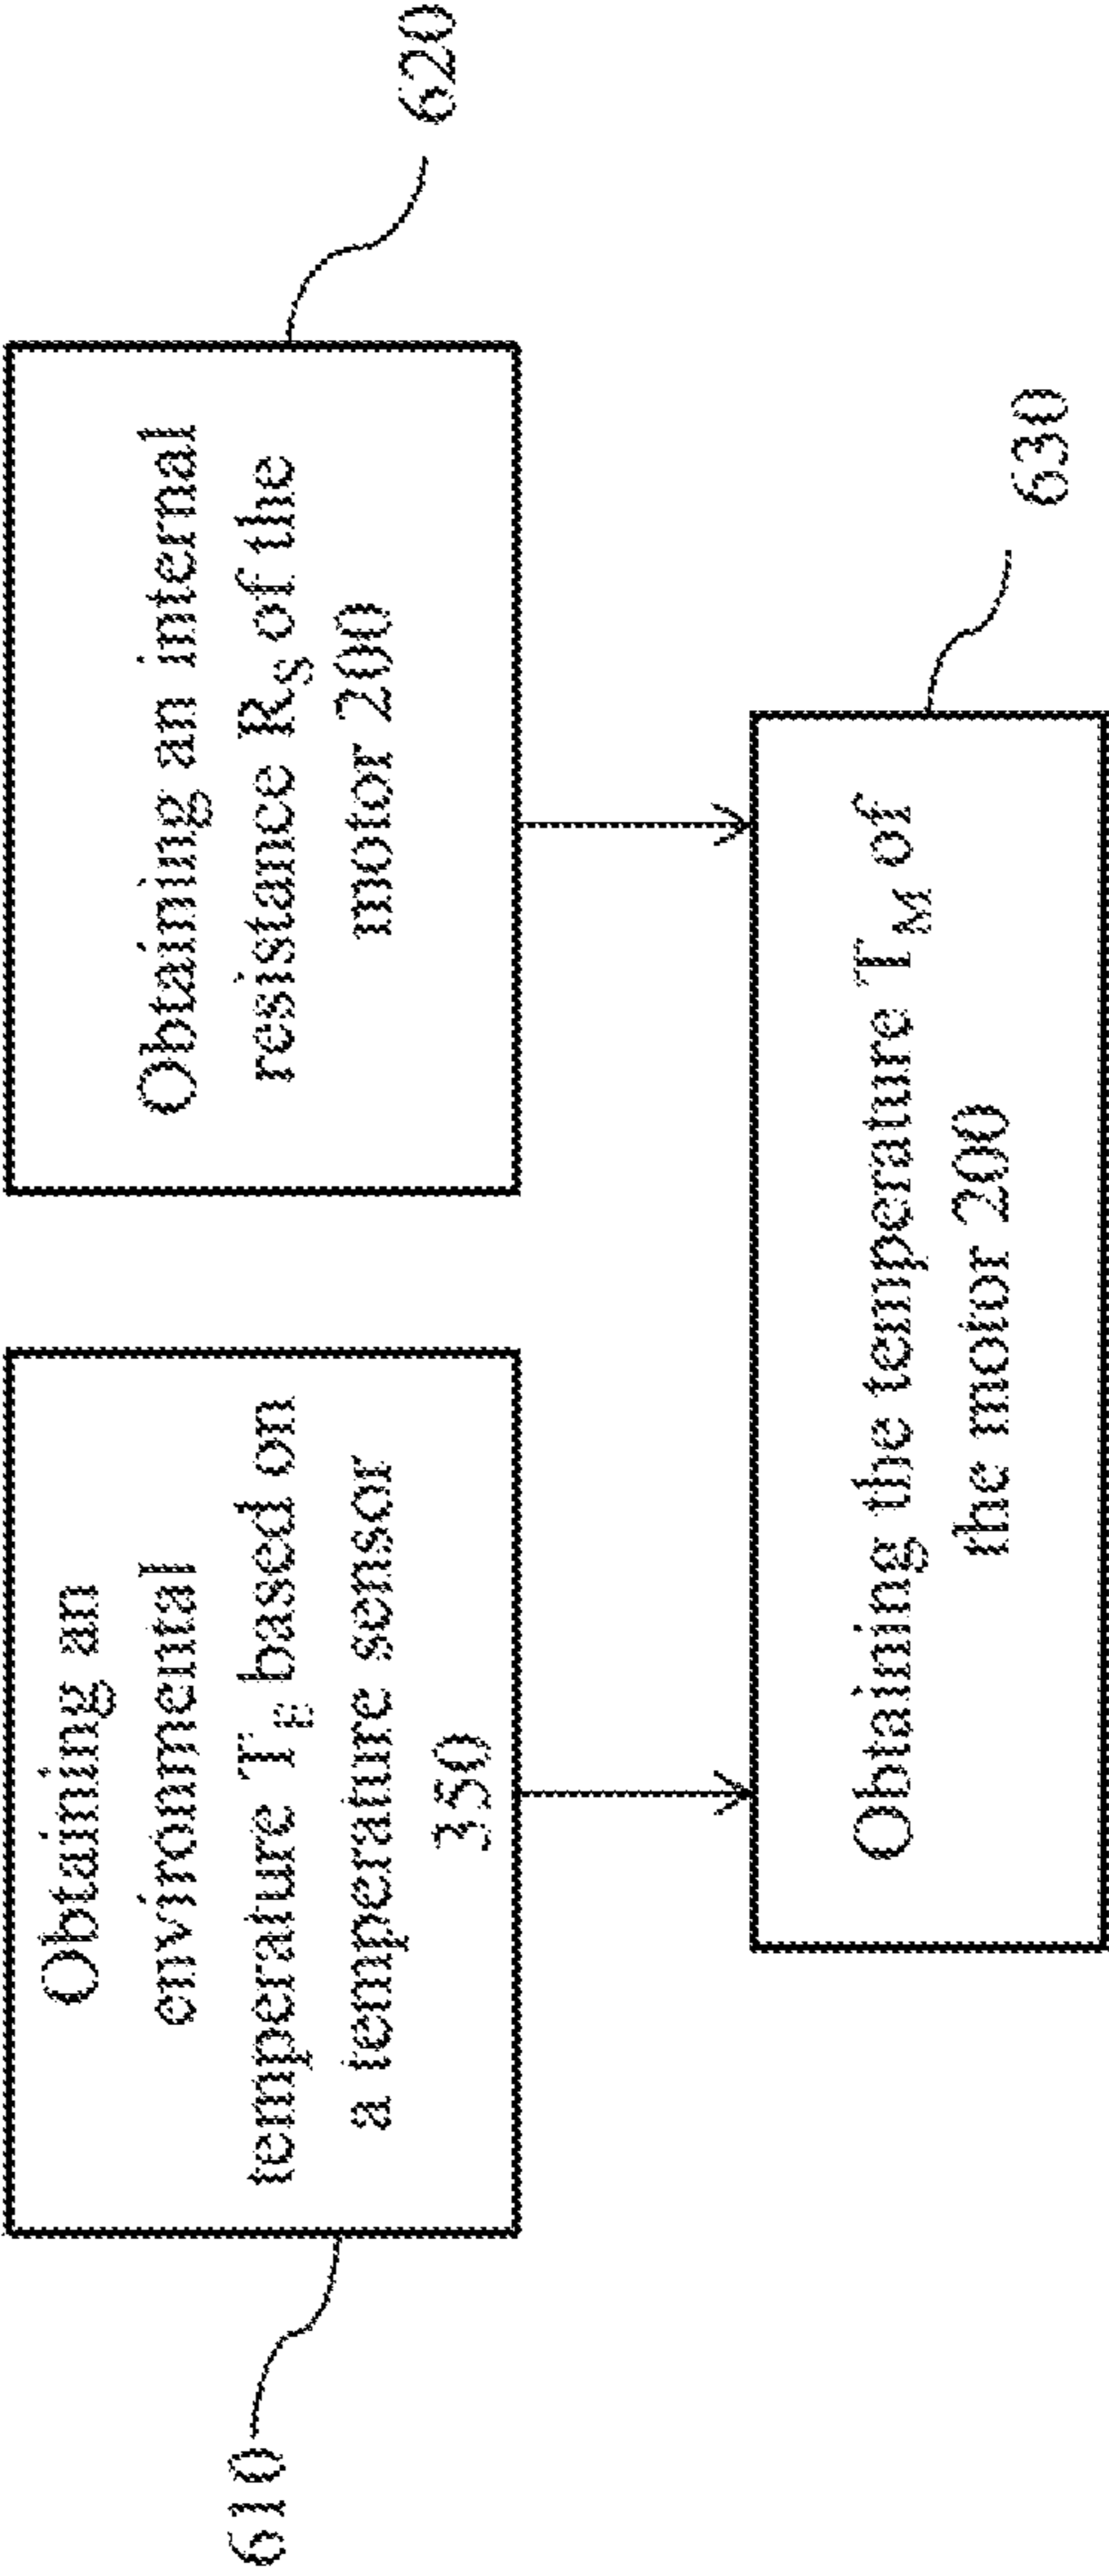 610
Obtaining an
environmental
temperature T_E based on
a temperature sensor
350
Obtaining an internal
resistance R_S of the
motor 200
620
Obtaining the temperature T_M of
the motor 200
630